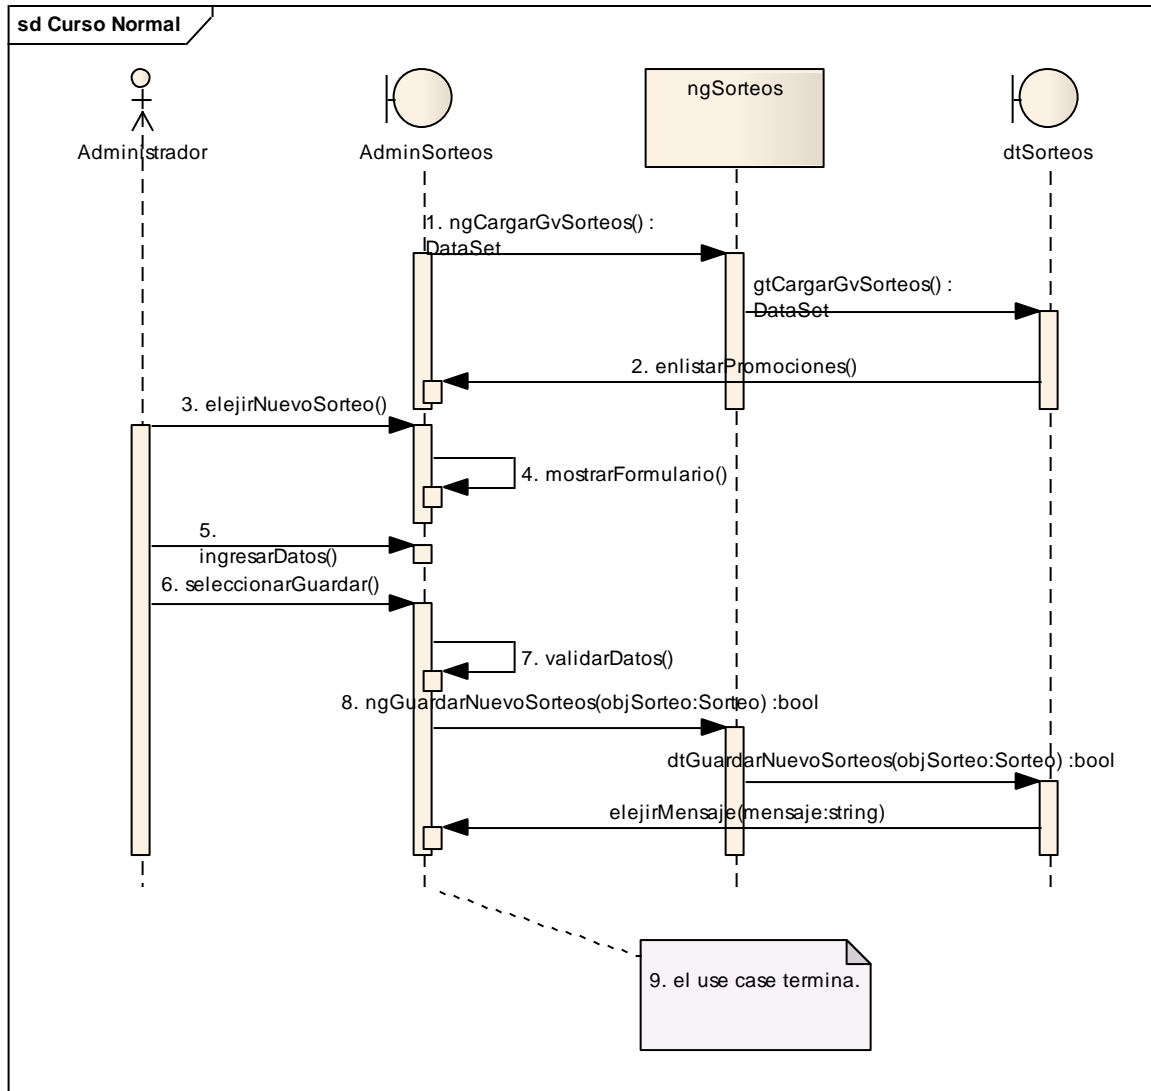 sd Curso Normal
ngSorteos
Administrador
AdminSorteos
dtSorteos
1. ngCargarGvSorteos() :
DataSet
gtCargarGvSorteos() :
DataSet
2. enlistarPromociones()
3. elejirNuevoSorteo()
4. mostrarFormulario()
5.
ingresarDatos()
6. seleccionarGuardar()
7. validarDatos()
8. ngGuardarNuevoSorteos(objSorteo:Sorteo) :bool
dtGuardarNuevoSorteos(objSorteo:Sorteo) :bool
elejirMensaje(mensaje:string)
9. el use case termina.